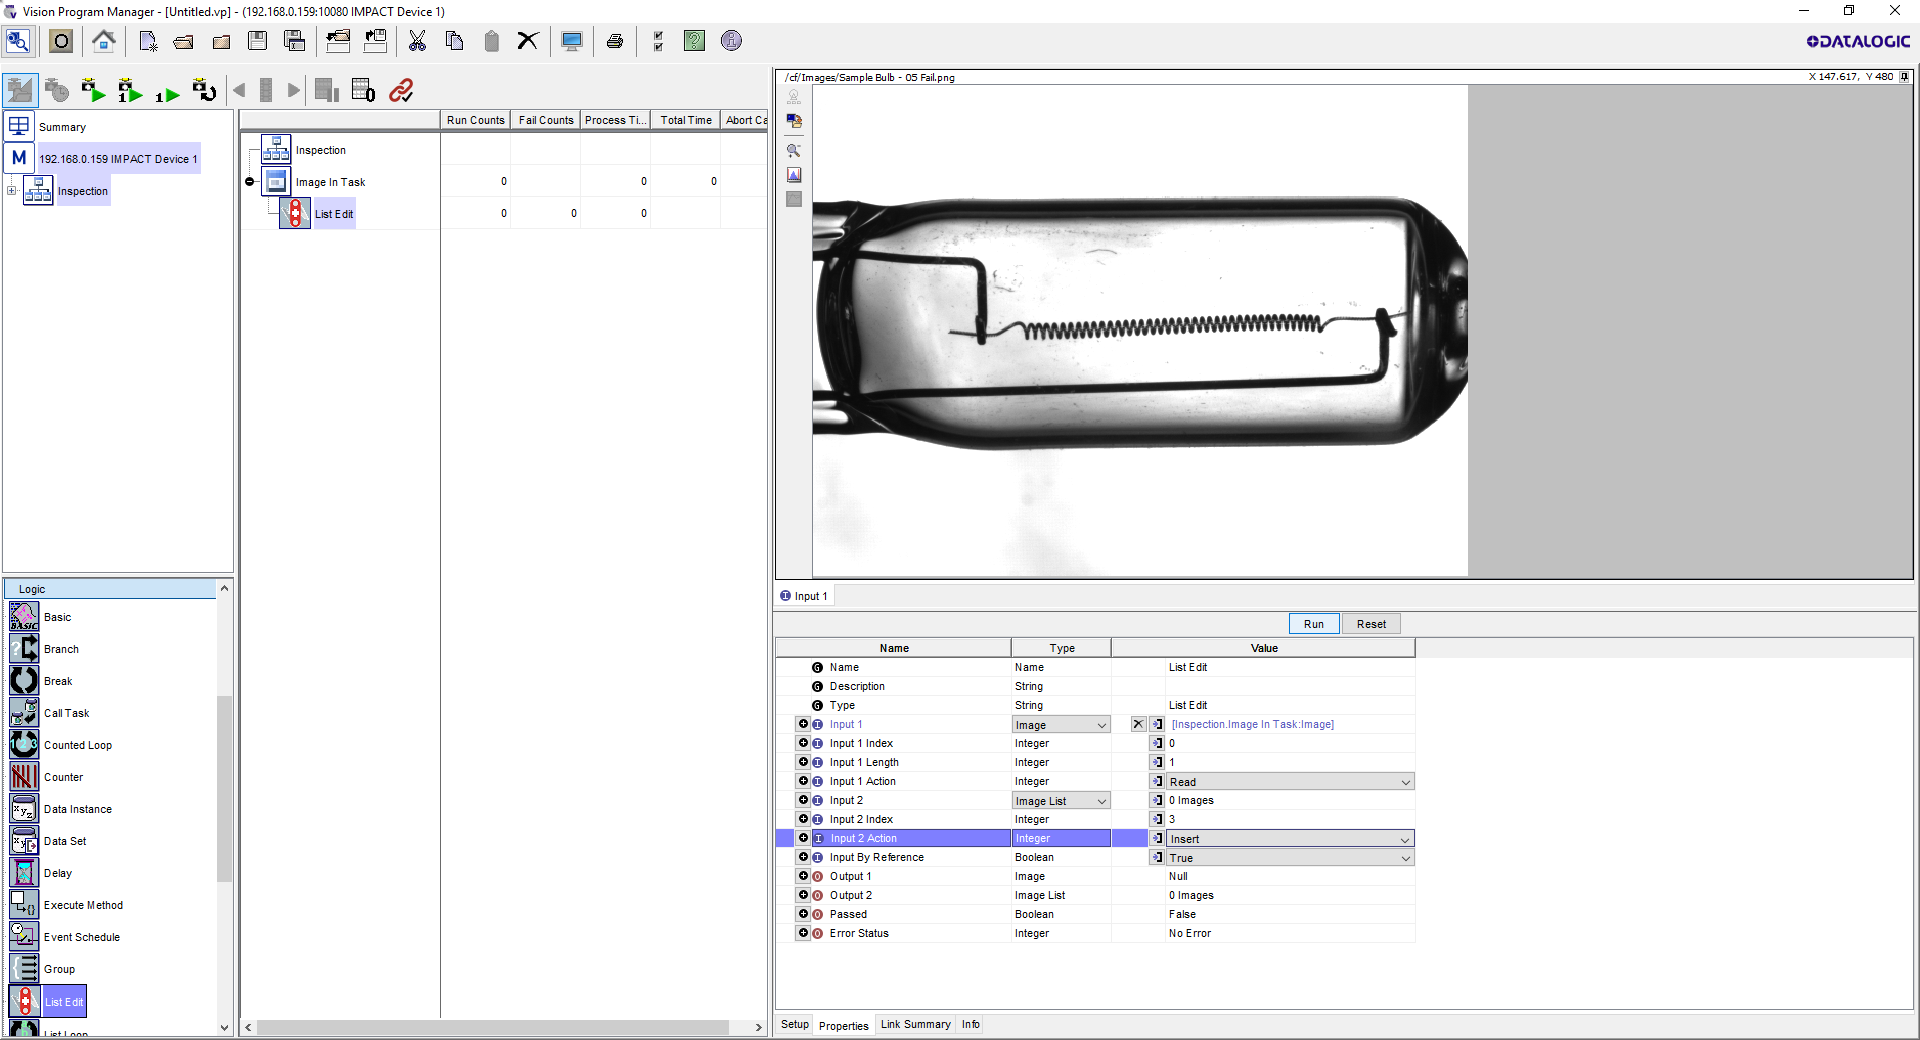 Vision Program Manager - [Untitled.vp] - (192.168.0.159:10080 IMPACT Device 1)
DATALOGIC
Summary
M 192.168.0.159 IMPACT Device 1
Inspection
Logic
BASIC Basic
Branch
Break
Call Task
123 Counted Loop
Counter
xyz Data Instance
Data Set
Delay
Execute Method
Event Schedule
Group
List Edit
List Loop
Run Counts Fail Counts Process Ti... Total Time Abort Ca
Inspection
Image In Task 0 0 0
List Edit 0 0 0
/cf/Images/Sample Bulb - 05 Fail.png X 147.617, Y 480
Input 1
Run Reset
Name Type Value
G Name Name List Edit
G Description String
G Type String List Edit
I Input 1 Image [Inspection.Image In Task:Image]
I Input 1 Index Integer 0
I Input 1 Length Integer 1
I Input 1 Action Integer Read
I Input 2 Image List 0 Images
I Input 2 Index Integer 3
I Input 2 Action Integer Insert
I Input By Reference Boolean True
O Output 1 Image Null
O Output 2 Image List 0 Images
O Passed Boolean False
O Error Status Integer No Error
Setup Properties Link Summary Info